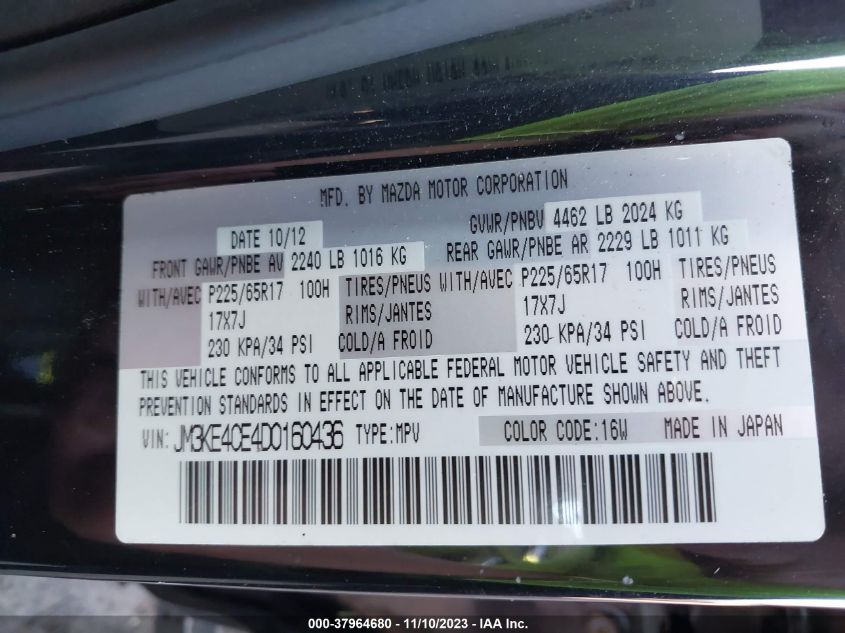 MFD. BY MAZDA MOTOR CORPORATION
DATE 10/12 GVWR/PNBV 4462 LB 2024 KG
FRONT GAWR/PNBE AV 2240 LB 1016 KG REAR GAWR/PNBE AR 2229 LB 1011 KG
WITH/AVEC P225/65R17 100H TIRES/PNEUS WITH/AVEC P225/65R17 100H TIRES/PNEUS
17X7J RIMS/JANTES 17X7J RIMS/JANTES
230 KPA/34 PSI COLD/A FROID 230 KPA/34 PSI COLD/A FROID
THIS VEHICLE CONFORMS TO ALL APPLICABLE FEDERAL MOTOR VEHICLE SAFETY AND THEFT
PREVENTION STANDARDS IN EFFECT ON THE DATE OF MANUFACTURE SHOWN ABOVE.
VIN: JM3KE4CE4D0160436 TYPE:MPV COLOR CODE:16W MADE IN JAPAN
000-37964680 - 11/10/2023 - IAA Inc.